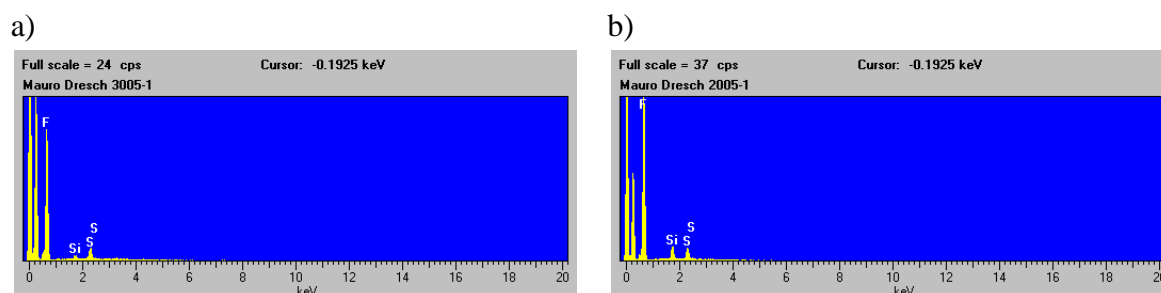 a)
Full scale = 24 cps Cursor: -0.1925 keV
Mauro Dresch 3005-1
F
S
Si S
0 2 4 6 8 10 12 14 16 18 20
keV
b)
Full scale = 37 cps Cursor: -0.1925 keV
Mauro Dresch 2005-1
F
S
Si S
0 2 4 6 8 10 12 14 16 18 20
keV